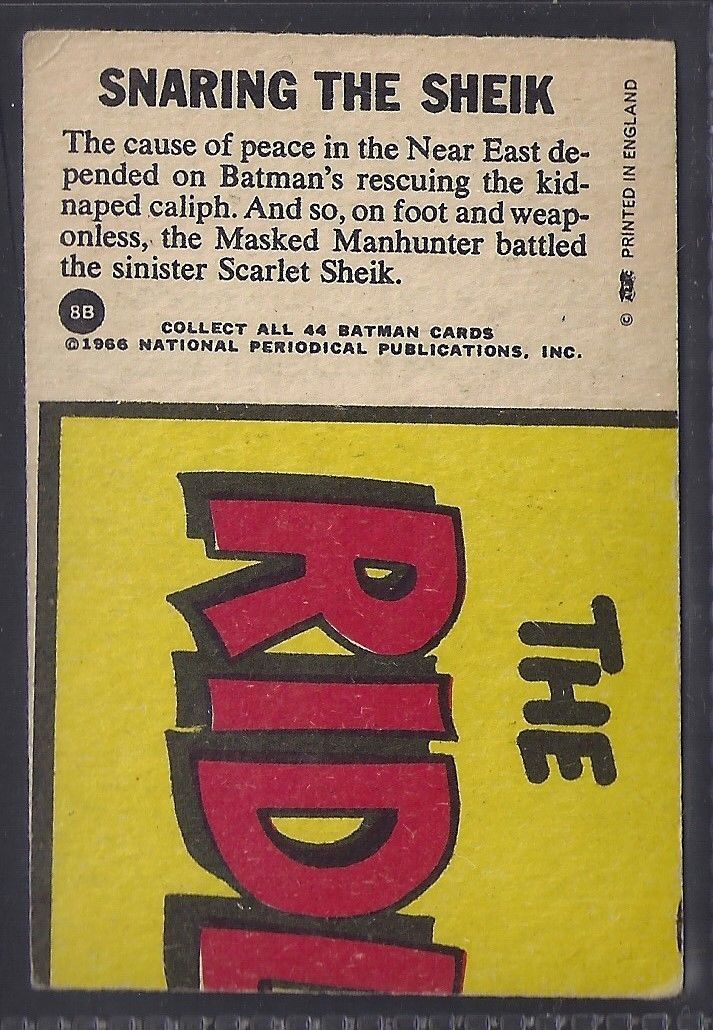 SNARING THE SHEIK
The cause of peace in the Near East de-
pended on Batman's rescuing the kid-
naped caliph. And so, on foot and weap-
onless, the Masked Manhunter battled
the sinister Scarlet Sheik.
8B
COLLECT ALL 44 BATMAN CARDS
©1966 NATIONAL PERIODICAL PUBLICATIONS, INC.
© A&BC PRINTED IN ENGLAND
THE
RIDL